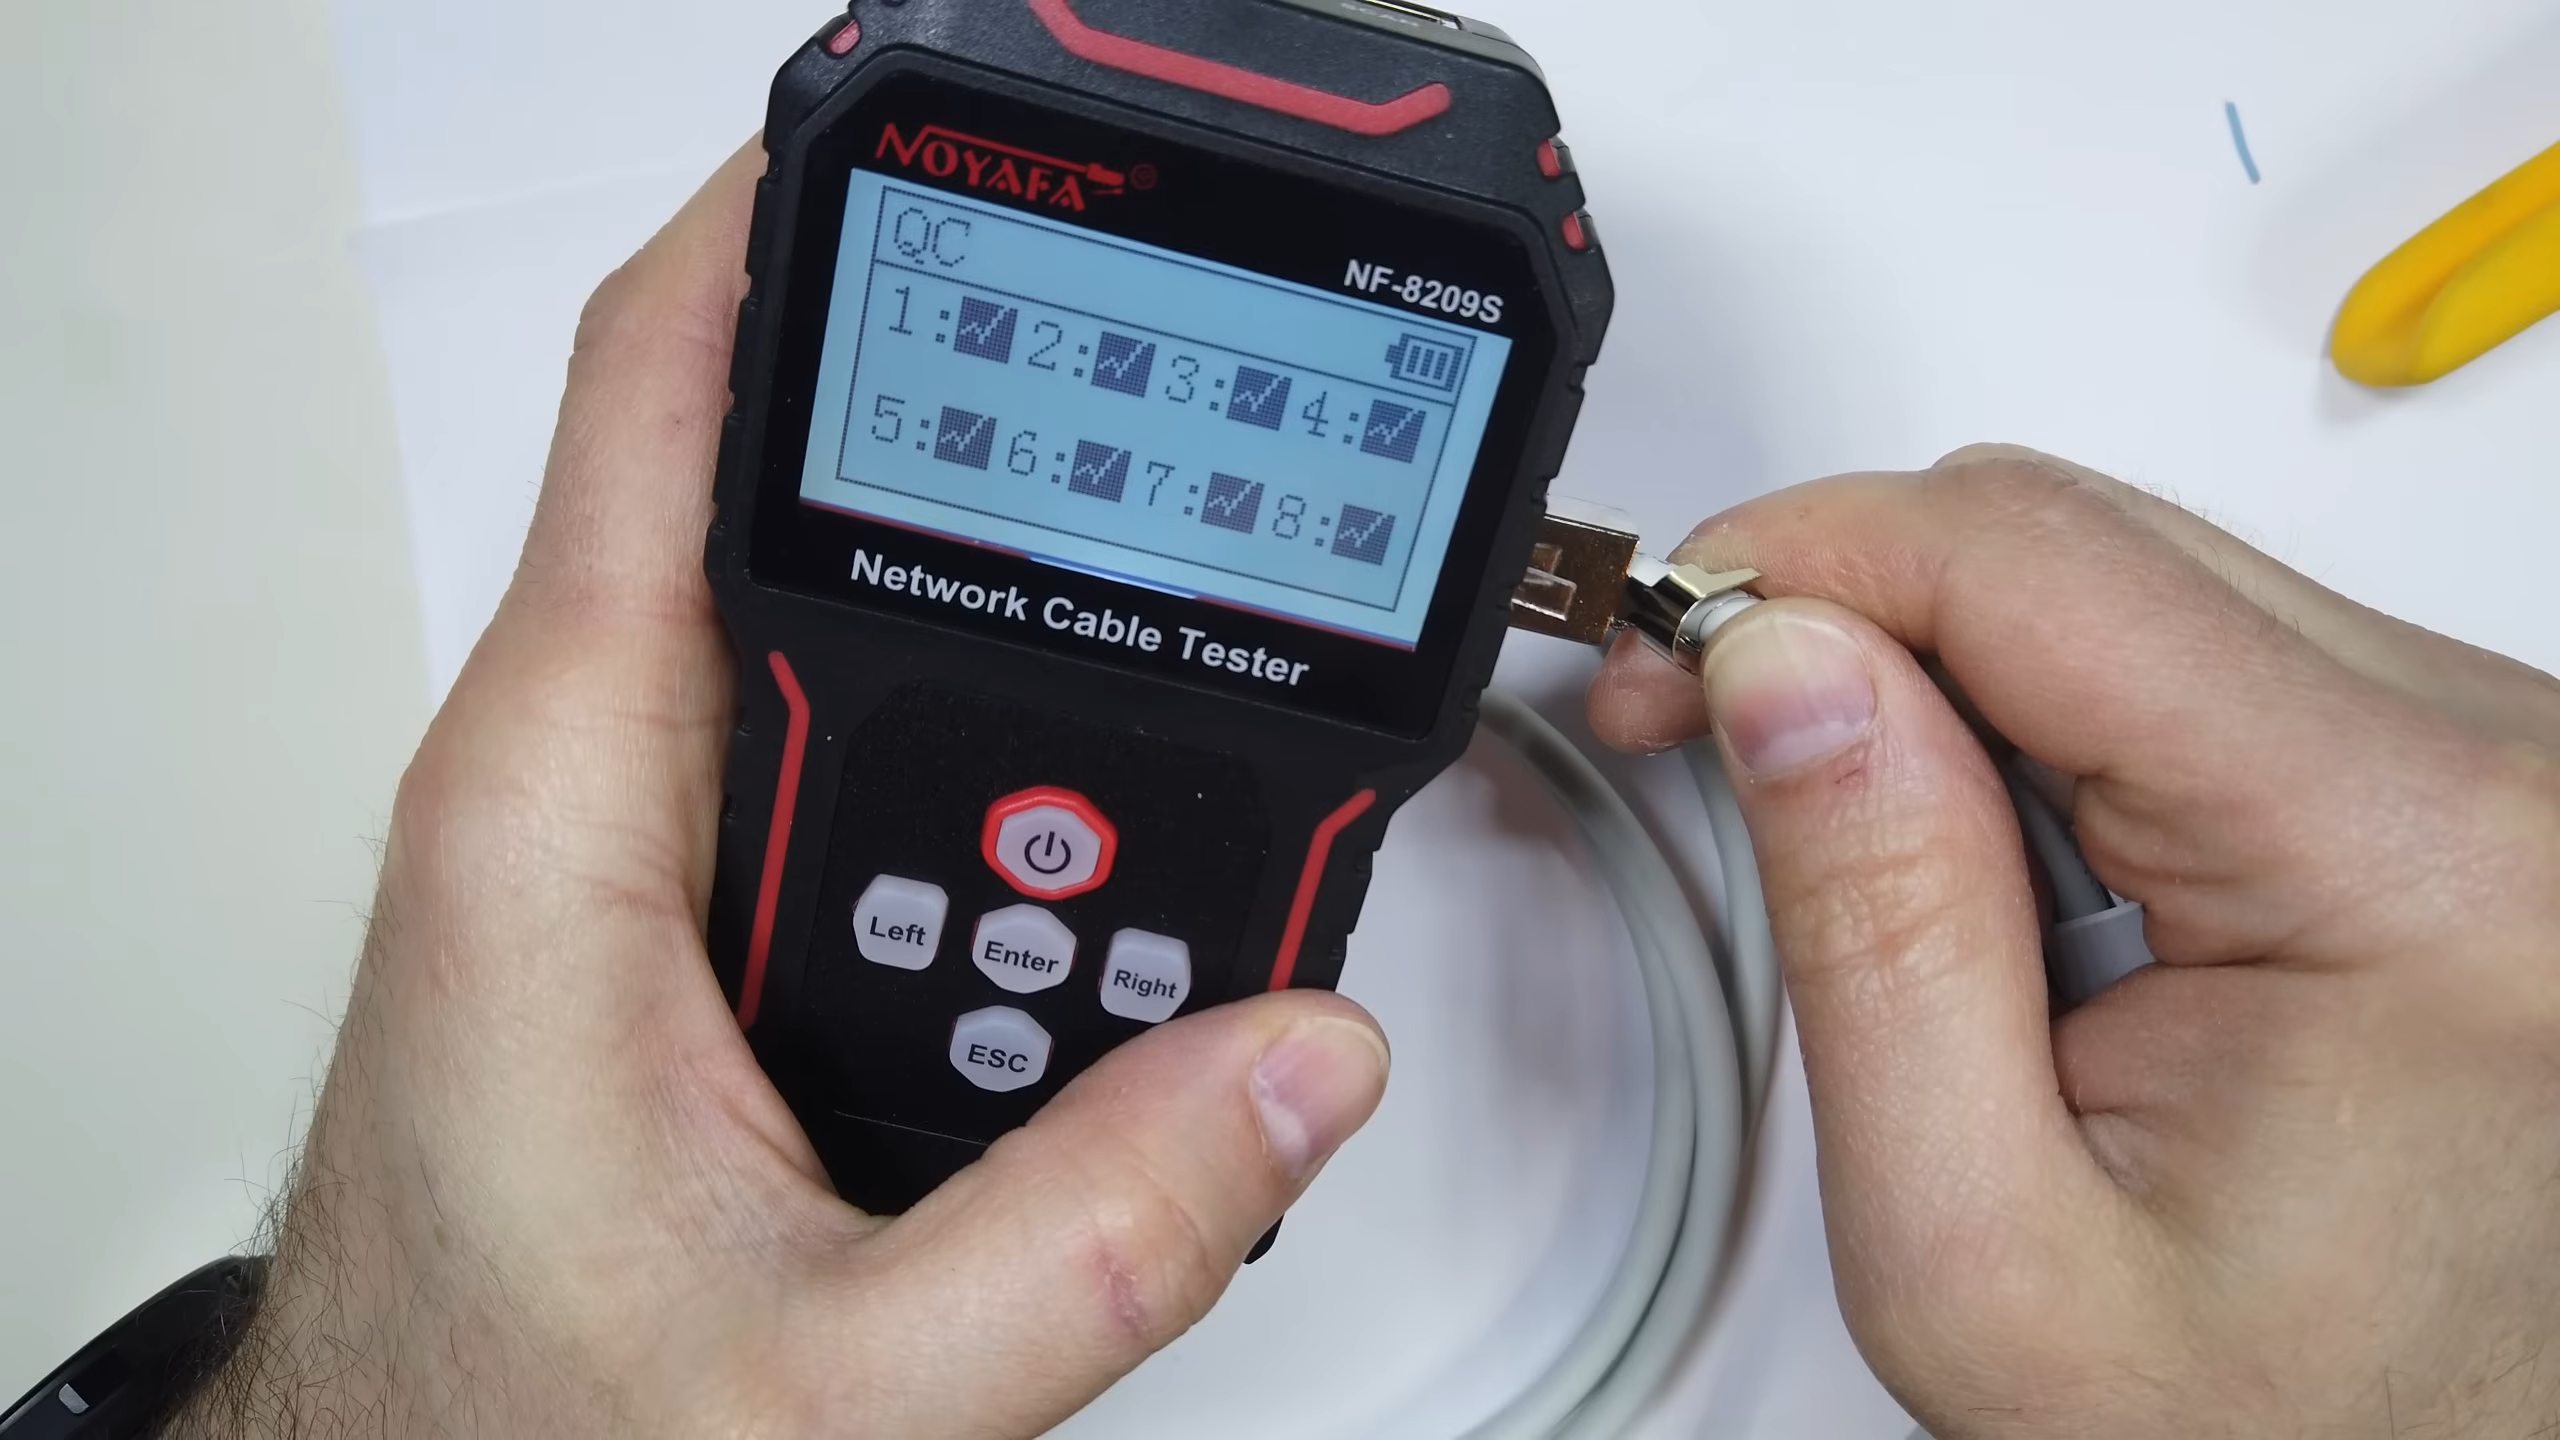 SCAN
NOYAFA®
NF-8209S
QC
1: 2: 3: 4:
5: 6: 7: 8:
Network Cable Tester
Left
Enter
Right
ESC